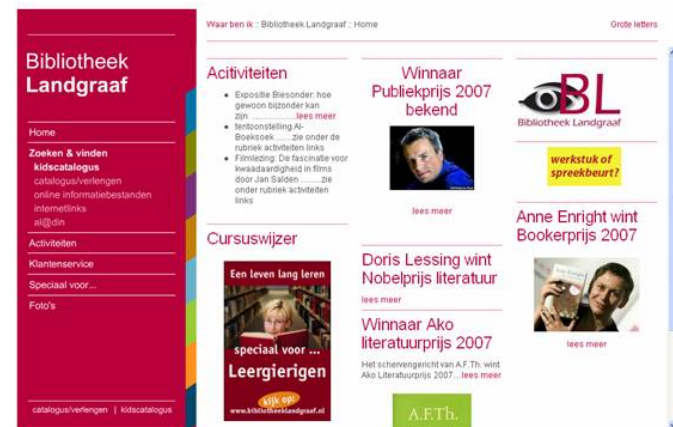 Waar ben ik :: Bibliotheek Landgraaf :: Home
Grote letters
Bibliotheek
Landgraaf
Home
Zoeken & vinden
kidscatalogus
catalogus/verlengen
online informatiebestanden
internetlinks
al@din
Activiteiten
Klantenservice
Speciaal voor...
Foto's
catalogus/verlengen | kidscatalogus
Acitiviteiten
Expositie Biesonder: hoe
gewoon bijzonder kan
zijn ..................lees meer
tentoonstelling Al-
Boeksoek ........zie onder de
rubriek activiteiten links
Filmlezing: De fascinatie voor
kwaadaardigheid in films
door Jan Salden ..........zie
onder rubriek activiteiten
links
Cursuswijzer
Een leven lang leren
speciaal voor ...
Leergierigen
kijk op:
www.bibliotheeklandgraaf.nl
Winnaar
Publiekprijs 2007
bekend
lees meer
Doris Lessing wint
Nobelprijs literatuur
lees meer
Winnaar Ako
literatuurprijs 2007
Het schervengericht van A.F.Th. wint
Ako Literatuurprijs 2007....lees meer
A.F.Th.
BL
Bibliotheek Landgraaf
werkstuk of
spreekbeurt?
Anne Enright wint
Bookerprijs 2007
lees meer